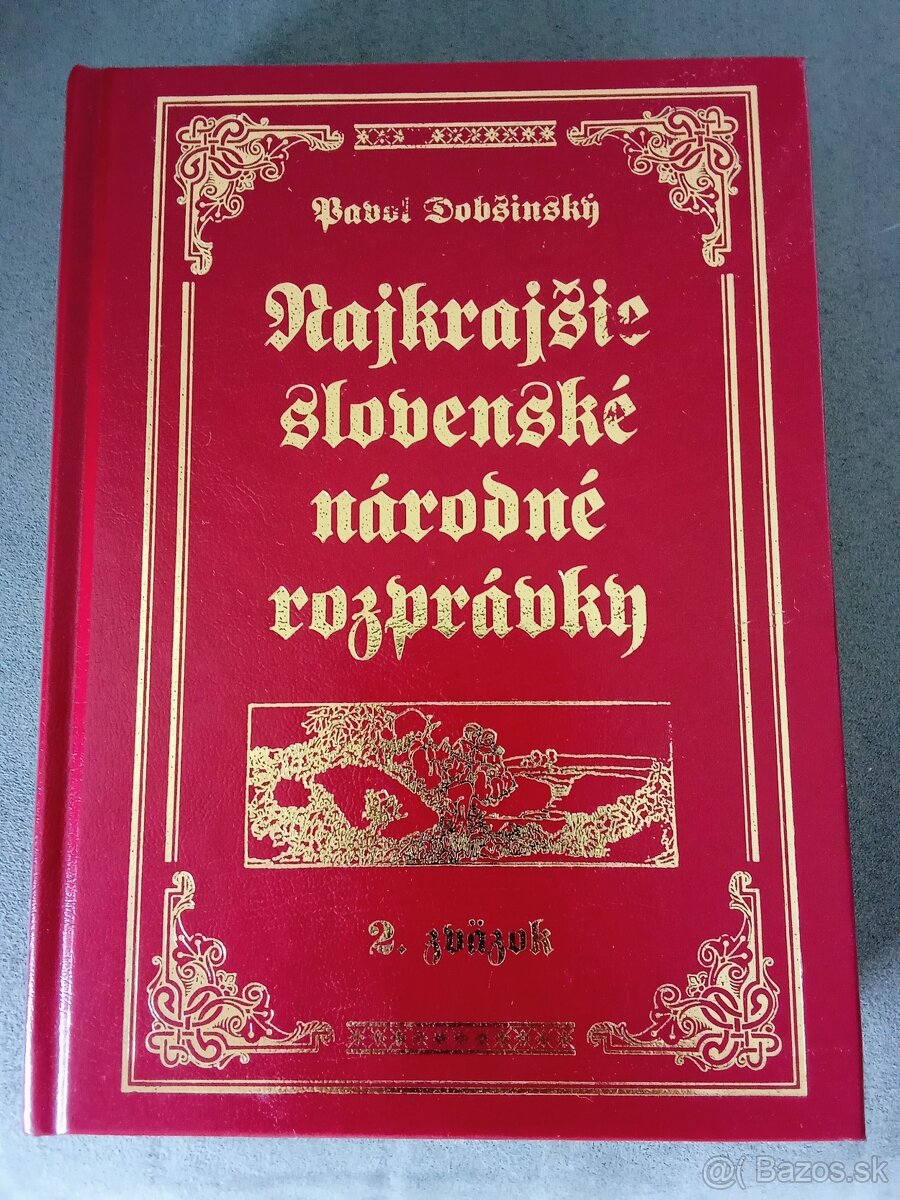 Pavol Dobšinský
Najkrajšie
slovenské
národné
rozprávky
2. zväzok
@( Bazos.sk